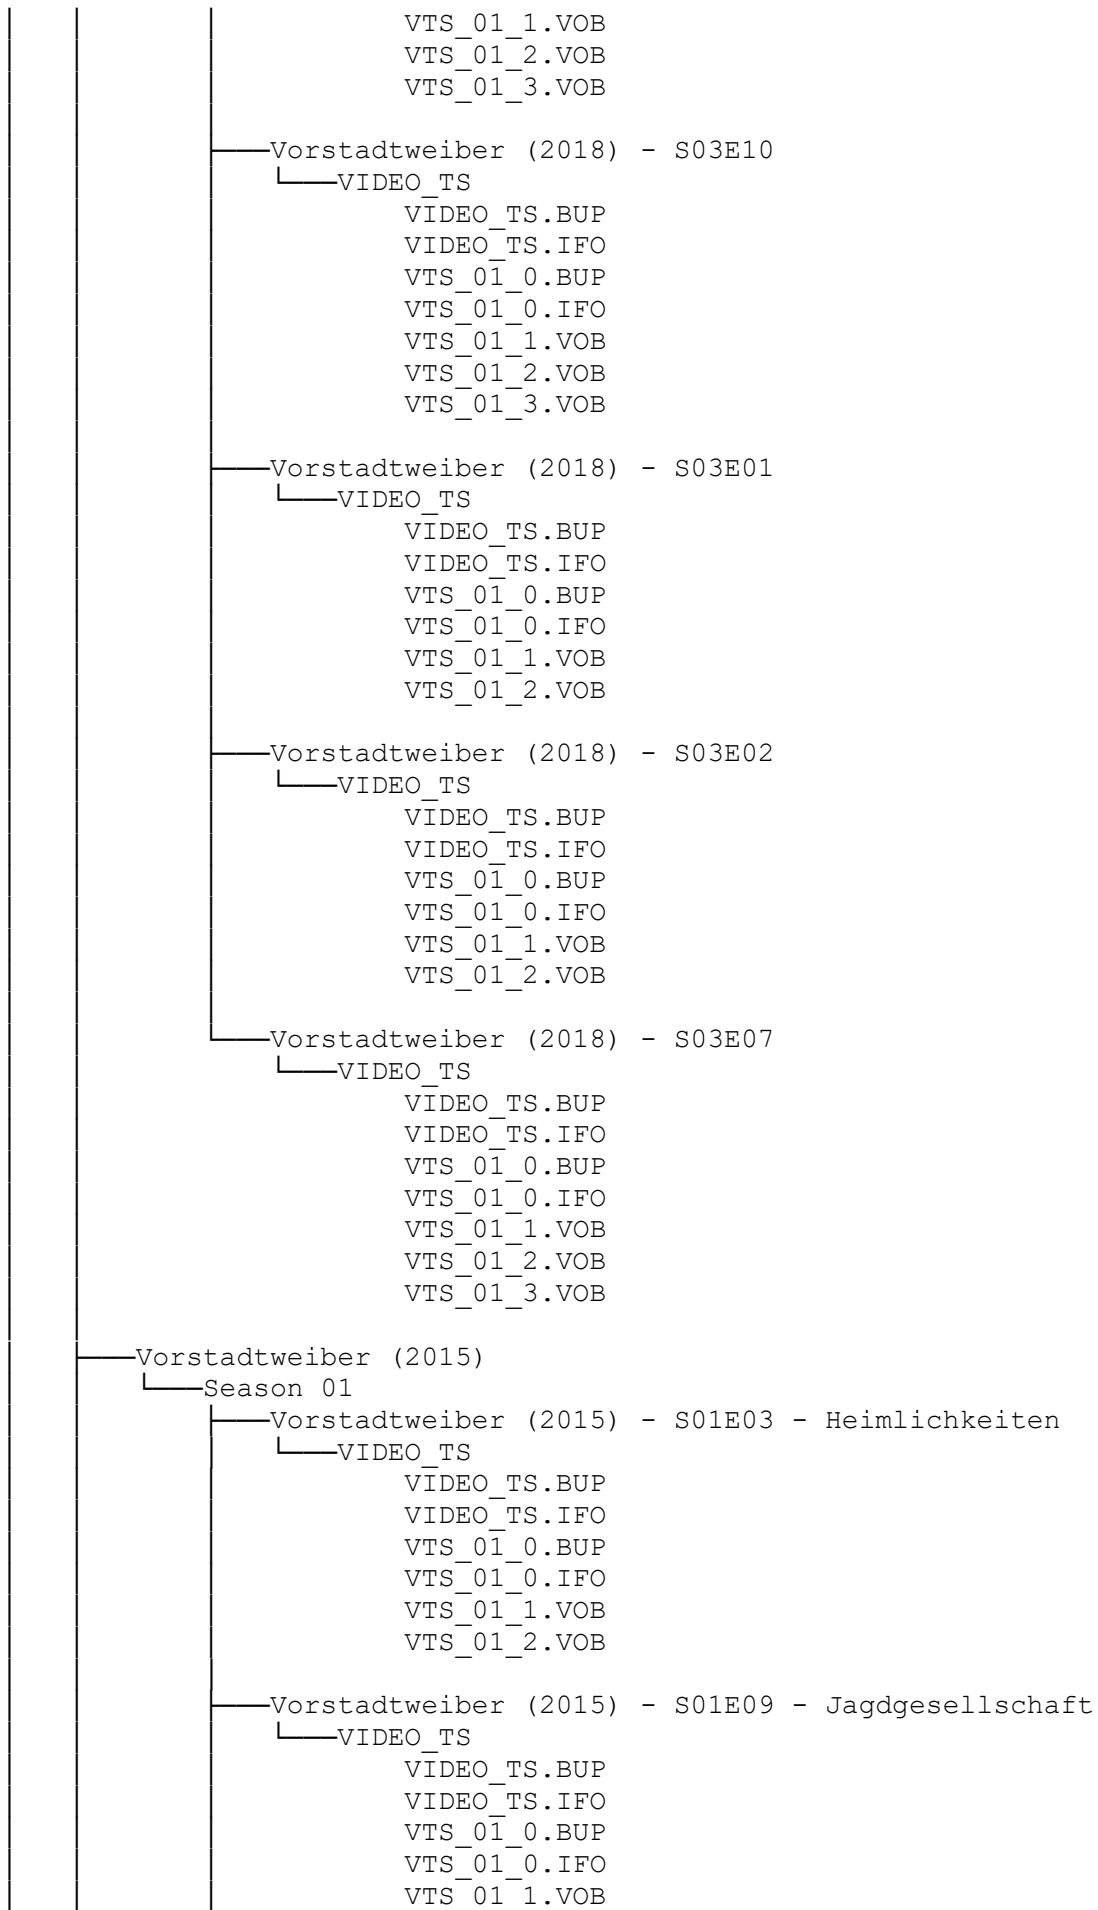 │   │   │           VTS_01_1.VOB
│   │   │           VTS_01_2.VOB
│   │   │           VTS_01_3.VOB
│   │   │
│   │   ├───Vorstadtweiber (2018) - S03E10
│   │   │   └───VIDEO_TS
│   │   │           VIDEO_TS.BUP
│   │   │           VIDEO_TS.IFO
│   │   │           VTS_01_0.BUP
│   │   │           VTS_01_0.IFO
│   │   │           VTS_01_1.VOB
│   │   │           VTS_01_2.VOB
│   │   │           VTS_01_3.VOB
│   │   │
│   │   ├───Vorstadtweiber (2018) - S03E01
│   │   │   └───VIDEO_TS
│   │   │           VIDEO_TS.BUP
│   │   │           VIDEO_TS.IFO
│   │   │           VTS_01_0.BUP
│   │   │           VTS_01_0.IFO
│   │   │           VTS_01_1.VOB
│   │   │           VTS_01_2.VOB
│   │   │
│   │   ├───Vorstadtweiber (2018) - S03E02
│   │   │   └───VIDEO_TS
│   │   │           VIDEO_TS.BUP
│   │   │           VIDEO_TS.IFO
│   │   │           VTS_01_0.BUP
│   │   │           VTS_01_0.IFO
│   │   │           VTS_01_1.VOB
│   │   │           VTS_01_2.VOB
│   │   │
│   │   └───Vorstadtweiber (2018) - S03E07
│   │       └───VIDEO_TS
│   │               VIDEO_TS.BUP
│   │               VIDEO_TS.IFO
│   │               VTS_01_0.BUP
│   │               VTS_01_0.IFO
│   │               VTS_01_1.VOB
│   │               VTS_01_2.VOB
│   │               VTS_01_3.VOB
│   │
│   ├───Vorstadtweiber (2015)
│   │   └───Season 01
│   │       ├───Vorstadtweiber (2015) - S01E03 - Heimlichkeiten
│   │       │   └───VIDEO_TS
│   │       │           VIDEO_TS.BUP
│   │       │           VIDEO_TS.IFO
│   │       │           VTS_01_0.BUP
│   │       │           VTS_01_0.IFO
│   │       │           VTS_01_1.VOB
│   │       │           VTS_01_2.VOB
│   │       │
│   │       ├───Vorstadtweiber (2015) - S01E09 - Jagdgesellschaft
│   │       │   └───VIDEO_TS
│   │       │           VIDEO_TS.BUP
│   │       │           VIDEO_TS.IFO
│   │       │           VTS_01_0.BUP
│   │       │           VTS_01_0.IFO
│   │       │           VTS_01_1.VOB